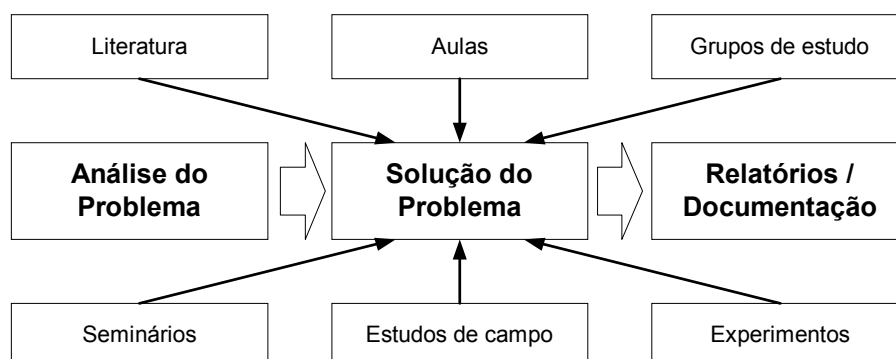 Literatura
Aulas
Grupos de estudo
Análise do
Problema
Solução do
Problema
Relatórios /
Documentação
Seminários
Estudos de campo
Experimentos